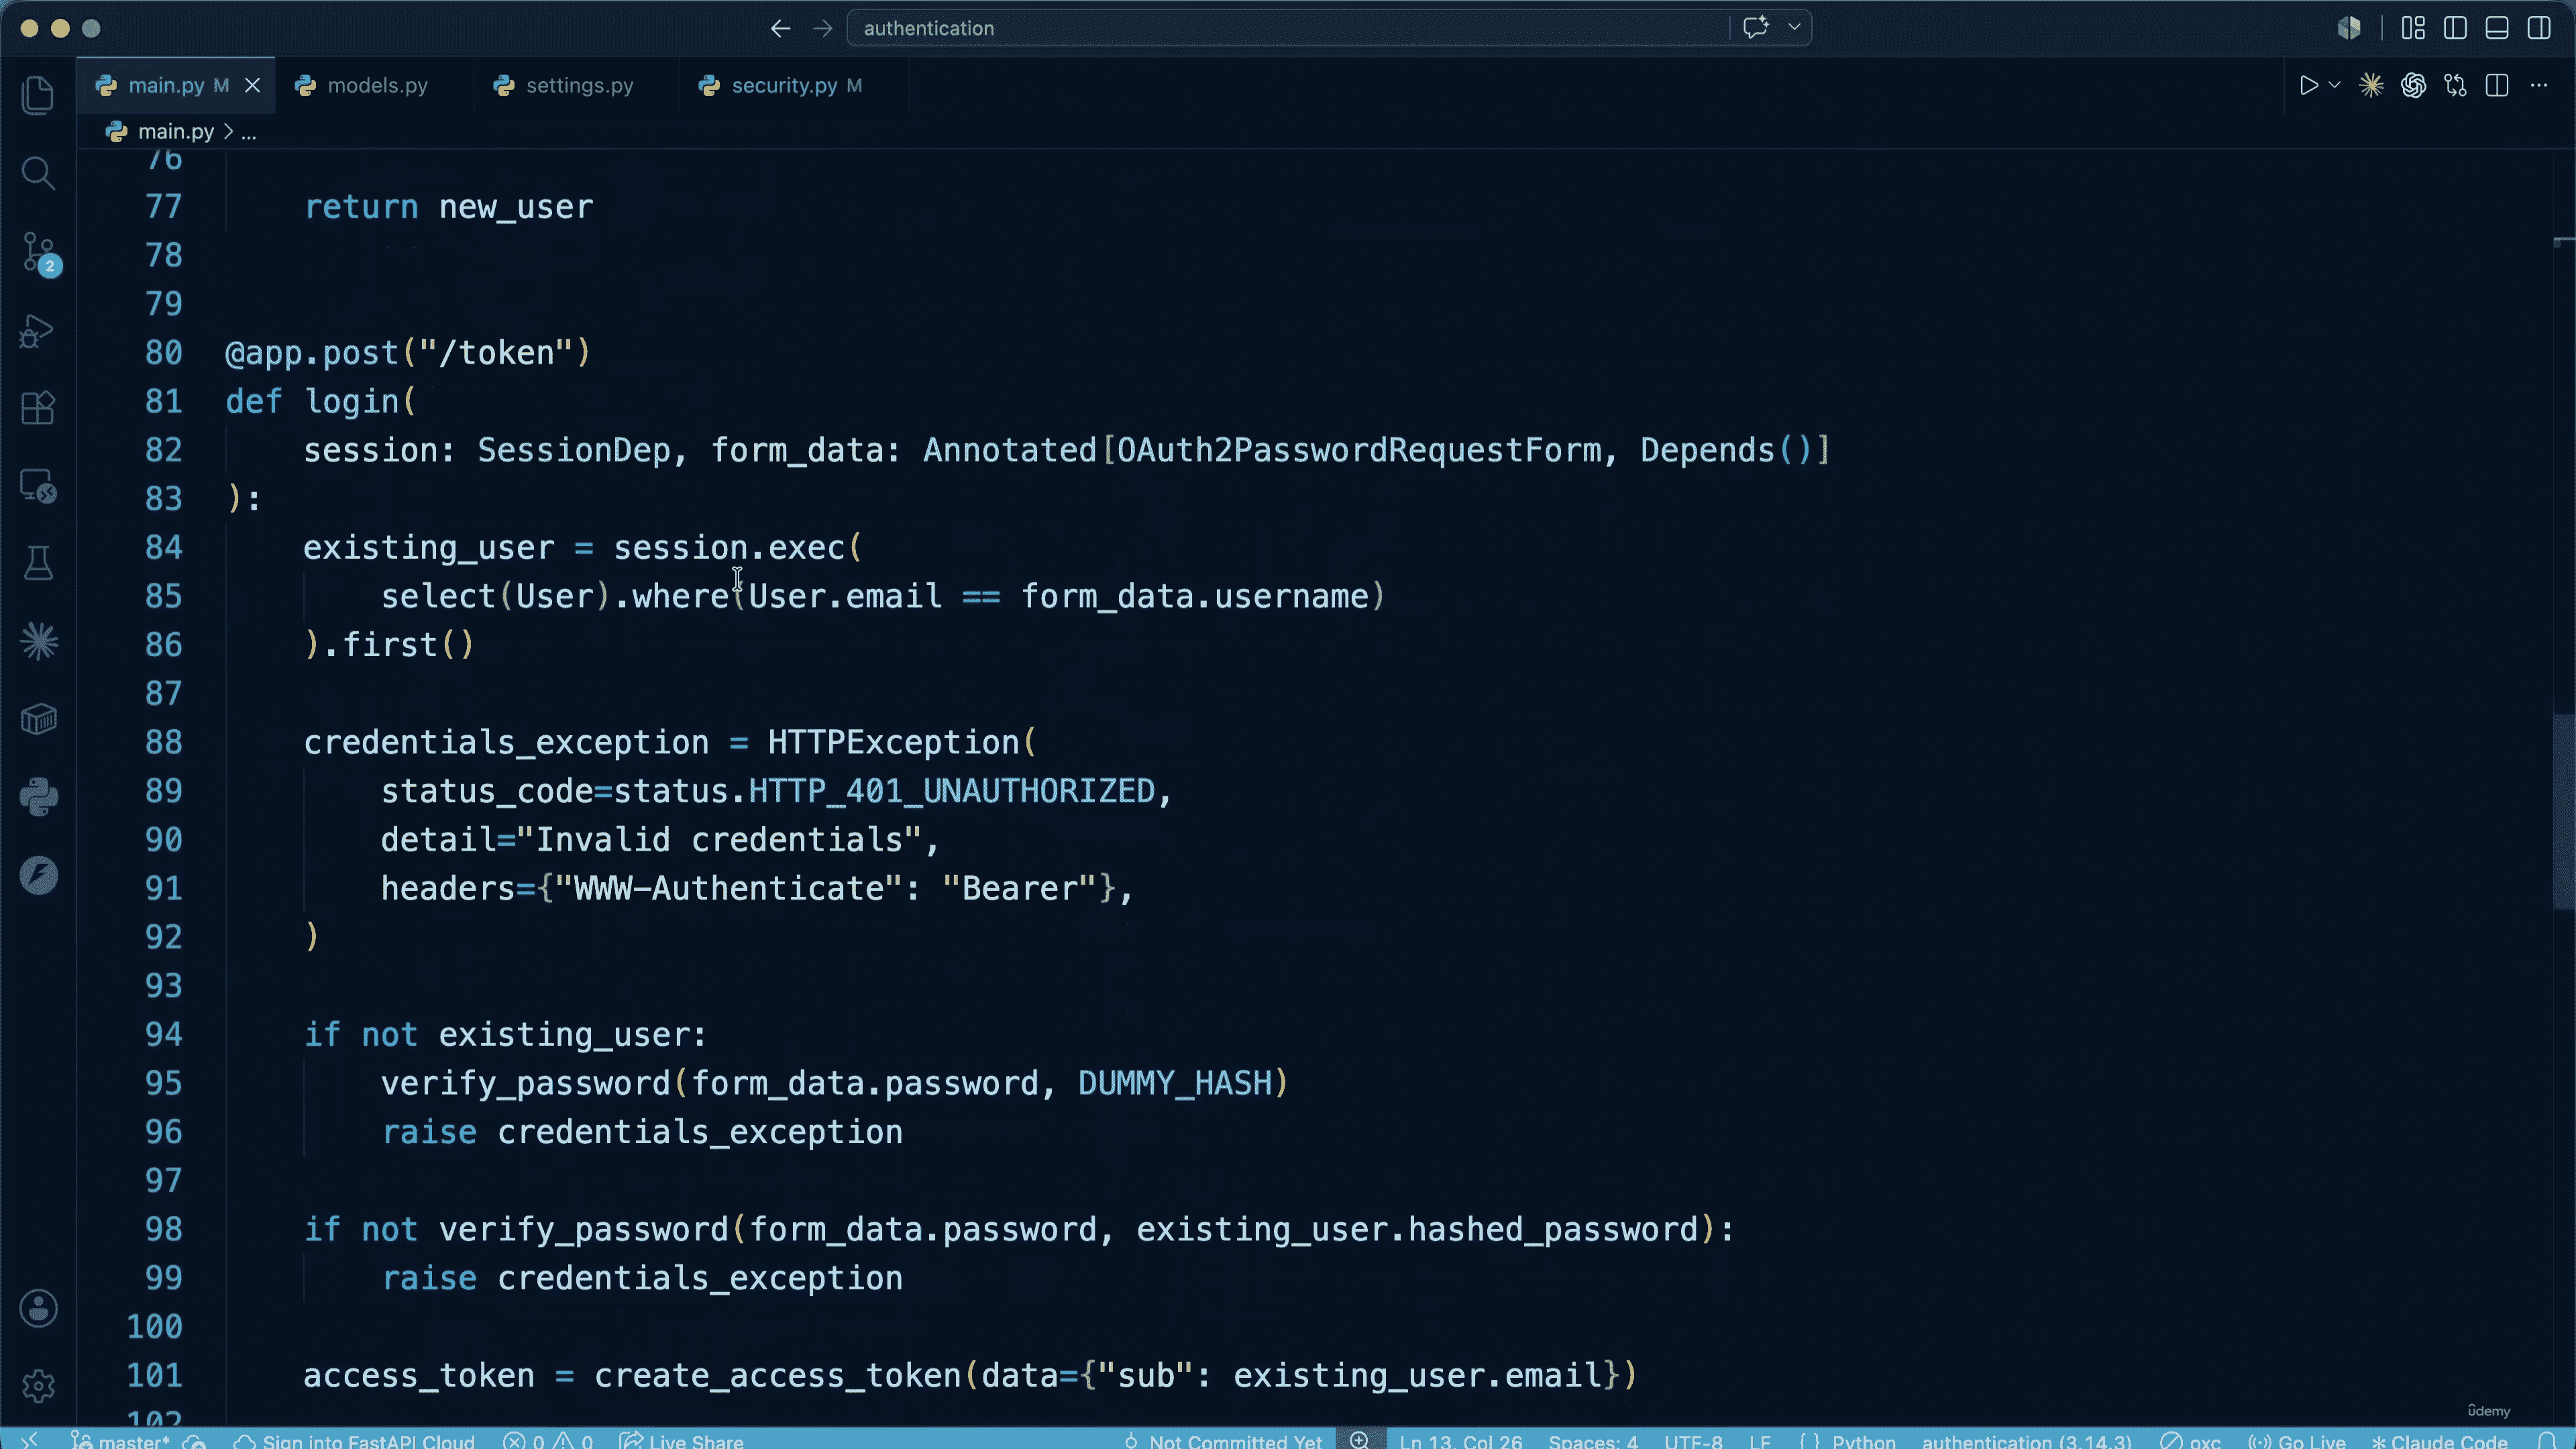 authentication
main.py M
models.py
settings.py
security.py M
main.py > ...
76
77     return new_user
78
79
80 @app.post("/token")
81 def login(
82     session: SessionDep, form_data: Annotated[OAuth2PasswordRequestForm, Depends()]
83 ):
84     existing_user = session.exec(
85         select(User).where(User.email == form_data.username)
86     ).first()
87
88     credentials_exception = HTTPException(
89         status_code=status.HTTP_401_UNAUTHORIZED,
90         detail="Invalid credentials",
91         headers={"WWW-Authenticate": "Bearer"},
92     )
93
94     if not existing_user:
95         verify_password(form_data.password, DUMMY_HASH)
96         raise credentials_exception
97
98     if not verify_password(form_data.password, existing_user.hashed_password):
99         raise credentials_exception
100
101     access_token = create_access_token(data={"sub": existing_user.email})
102
2
ûdemy
master* Sign into FastAPI Cloud 0 0 Live Share Not Committed Yet Ln 13, Col 26 Spaces: 4 UTF-8 LF { } Python authentication (3.14.3) oxc Go Live Claude Code